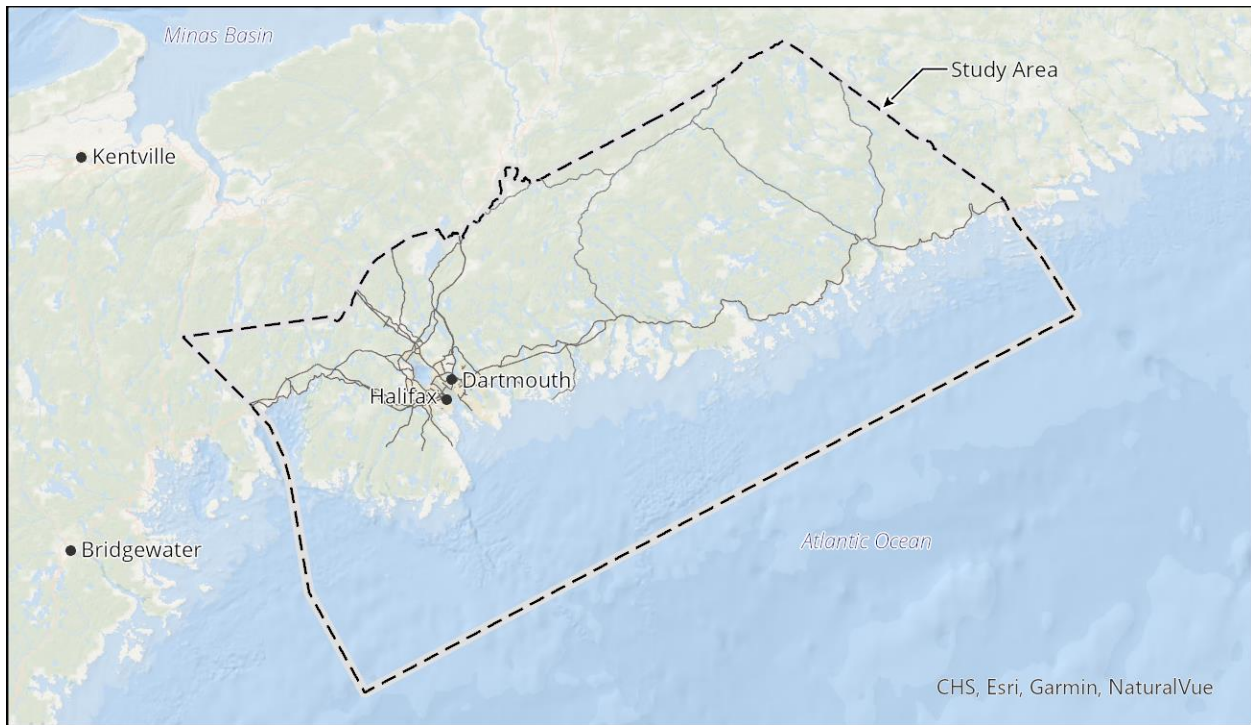 Minas Basin
Study Area
Kentville
Dartmouth
Halifax
Bridgewater
Atlantic Ocean
CHS, Esri, Garmin, NaturalVue